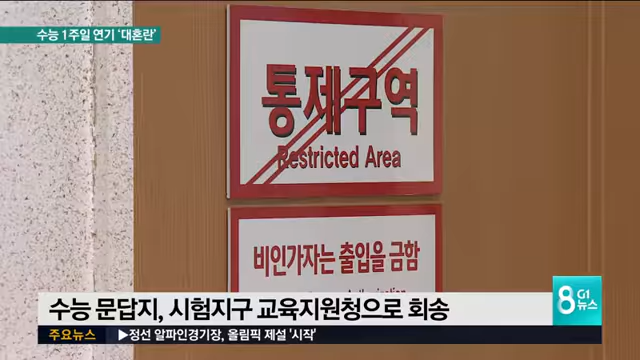 수능 1주일 연기 '대혼란'
통제구역
Restricted Area
비인가자는 출입을 금함
수능 문답지, 시험지구 교육지원청으로 회송
8 G1
뉴스
주요뉴스 ▶정선 알파인경기장, 올림픽 제설 '시작'